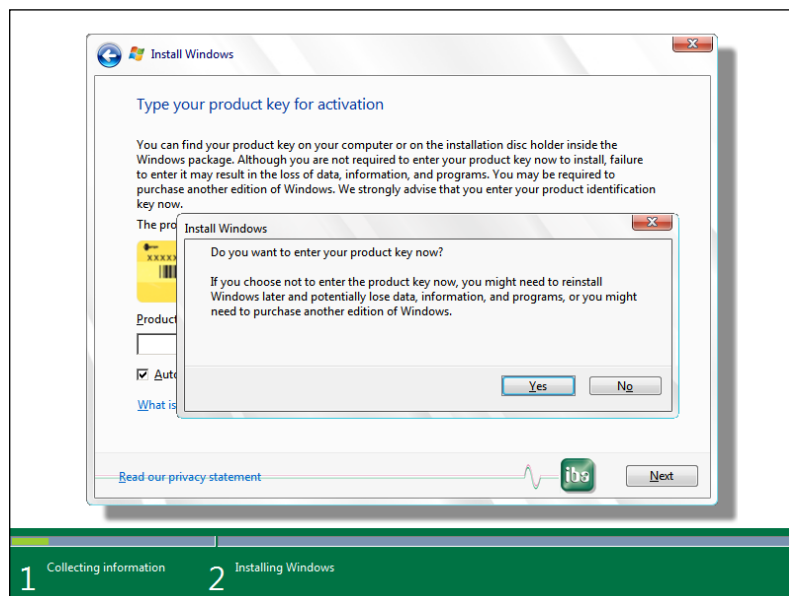 Install Windows
Type your product key for activation
You can find your product key on your computer or on the installation disc holder inside the
Windows package. Although you are not required to enter your product key now to install, failure
to enter it may result in the loss of data, information, and programs. You may be required to
purchase another edition of Windows. We strongly advise that you enter your product identification
key now.
The pro
Install Windows
Do you want to enter your product key now?
If you choose not to enter the product key now, you might need to reinstall
Windows later and potentially lose data, information, and programs, or you might
need to purchase another edition of Windows.
XXXXX
Product
Auto
What is
Yes
No
Read our privacy statement
iba
Next
1 Collecting information
2 Installing Windows